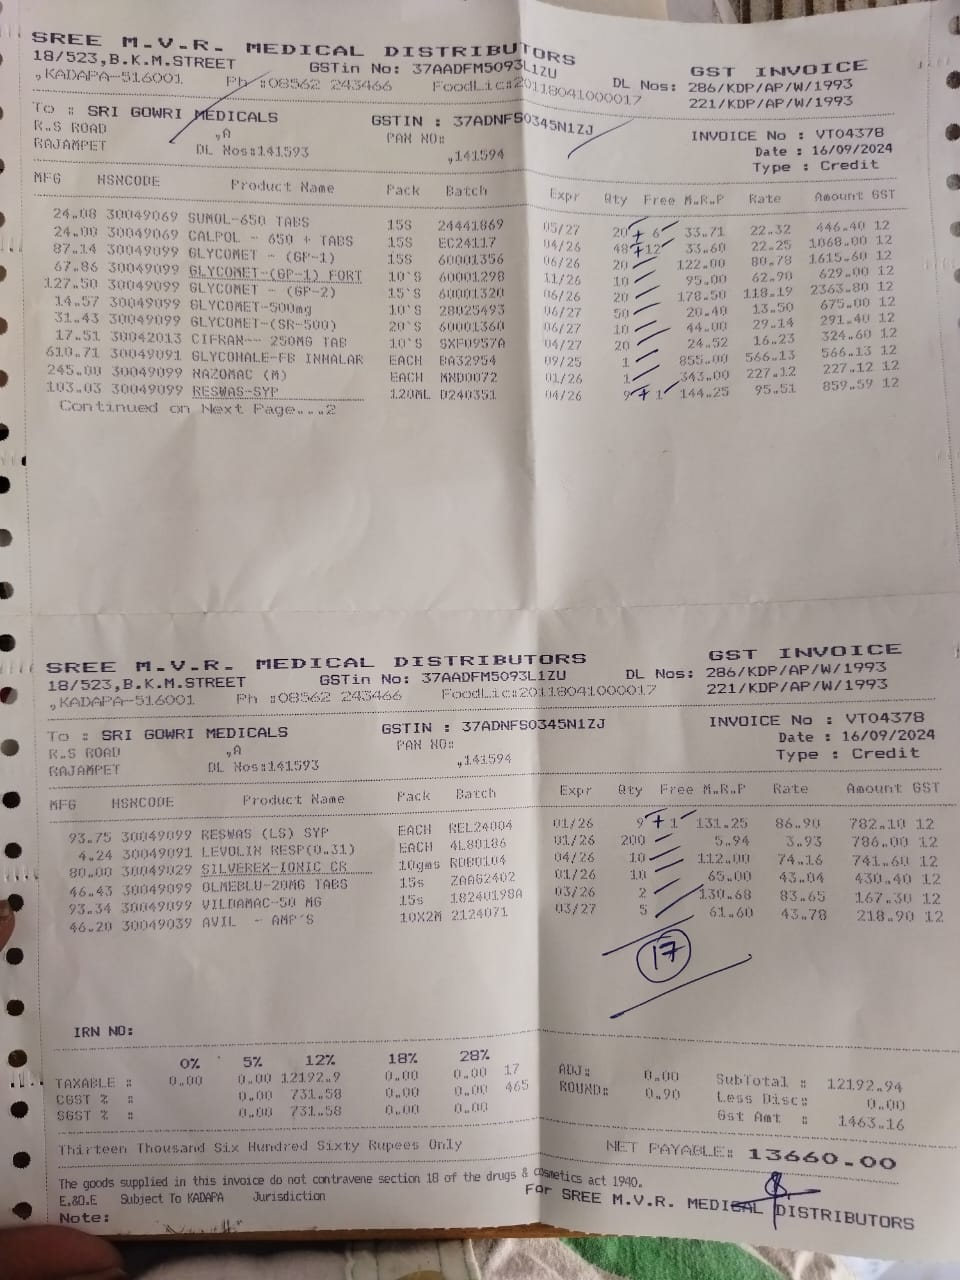 SREE M.V.R. MEDICAL DISTRIBUTORS
18/523,B.K.M.STREET GSTin No: 37AADFM5093L1ZU DL Nos: 286/KDP/AP/W/1993 GST INVOICE
,KADAPA-516001 Ph :08562 243466 FoodLic:20118041000017 221/KDP/AP/W/1993
To : SRI GOWRI MEDICALS GSTIN : 37ADNFS0345N1ZJ INVOICE No : VT04378
R.S ROAD ,A PAN NO: Date : 16/09/2024
RAJAMPET DL Nos:141593 ,141594 Type : Credit
MFG HSNCODE Product Name Pack Batch Expr Qty Free M.R.P Rate Amount GST
24.08 30049069 SUMOL-650 TABS 15S 24441869 05/27 20 + 6 33.71 22.32 446.40 12
24.00 30049069 CALPOL - 650 + TABS 15S EC24117 04/26 48 + 12 33.60 22.25 1068.00 12
87.14 30049099 GLYCOMET - (GP-1) 15S 60001356 06/26 20 122.00 80.78 1615.60 12
67.86 30049099 GLYCOMET-(GP-1) FORT 10'S 60001298 11/26 10 95.00 62.90 629.00 12
127.50 30049099 GLYCOMET - (GP-2) 15'S 60001320 06/26 20 178.50 118.19 2363.80 12
14.57 30049099 GLYCOMET-500mg 10'S 28025493 06/27 50 20.40 13.50 675.00 12
31.43 30049099 GLYCOMET-(SR-500) 20'S 60001360 06/27 10 44.00 29.14 291.40 12
17.51 30042013 CIFRAN-- 250MG TAB 10'S SXF0957A 04/27 20 24.52 16.23 324.60 12
610.71 30049091 GLYCOHALE-FB INHALAR EACH BA32954 09/25 1 855.00 566.13 566.13 12
245.00 30049099 NAZOMAC (M) EACH MND0072 01/26 1 343.00 227.12 227.12 12
103.03 30049099 RESWAS-SYP 120ML D240351 04/26 9 + 1 144.25 95.51 859.59 12
Continued on Next Page...2
SREE M.V.R. MEDICAL DISTRIBUTORS GST INVOICE
18/523,B.K.M.STREET GSTin No: 37AADFM5093L1ZU DL Nos: 286/KDP/AP/W/1993
,KADAPA-516001 Ph :08562 243466 FoodLic:20118041000017 221/KDP/AP/W/1993
To : SRI GOWRI MEDICALS GSTIN : 37ADNFS0345N1ZJ INVOICE No : VT04378
R.S ROAD ,A PAN NO: Date : 16/09/2024
RAJAMPET DL Nos:141593 ,141594 Type : Credit
MFG HSNCODE Product Name Pack Batch Expr Qty Free M.R.P Rate Amount GST
93.75 30049099 RESWAS (LS) SYP EACH REL24004 01/26 9 + 1 131.25 86.90 782.10 12
4.24 30049091 LEVOLIN RESP(0.31) EACH 4L80186 01/26 200 5.94 3.93 786.00 12
80.00 30049029 SILVEREX-IONIC CR 10gms RDB0104 04/26 10 112.00 74.16 741.60 12
46.43 30049099 OLMEBLU-20MG TABS 15s ZAAG2402 01/26 10 65.00 43.04 430.40 12
93.34 30049099 VILDAMAC-50 MG 15s 18240198A 03/26 2 130.68 83.65 167.30 12
46.20 30049039 AVIL - AMP'S 10X2M 2124071 03/27 5 61.60 43.78 218.90 12
17
IRN NO:
0% 5% 12% 18% 28%
TAXABLE : 0.00 0.00 12192.9 0.00 0.00 17 ADJ: 0.00 SubTotal : 12192.94
CGST % : 0.00 731.58 0.00 0.00 465 ROUND: 0.90 Less Disc: 0.00
SGST % : 0.00 731.58 0.00 0.00 Gst Amt : 1463.16
Thirteen Thousand Six Hundred Sixty Rupees Only NET PAYABLE: 13660.00
The goods supplied in this invoice do not contravene section 18 of the drugs & cosmetics act 1940.
E.&O.E Subject To KADAPA Jurisdiction For SREE M.V.R. MEDICAL DISTRIBUTORS
Note: